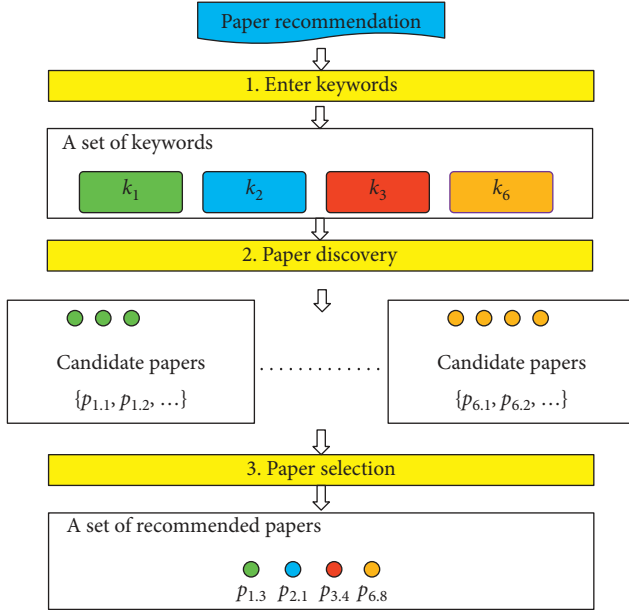 Paper recommendation
1. Enter keywords
A set of keywords
k1 k2 k3 k6
2. Paper discovery
Candidate papers ............. Candidate papers
{p1.1, p1.2, …} {p6.1, p6.2, …}
3. Paper selection
A set of recommended papers
p1.3 p2.1 p3.4 p6.8